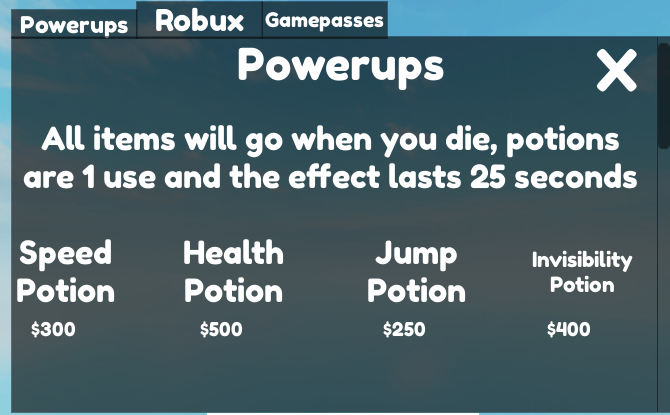 Powerups
Robux
Gamepasses
Powerups
X
All items will go when you die, potions
are 1 use and the effect lasts 25 seconds
Speed
Potion
$300
Health
Potion
$500
Jump
Potion
$250
Invisibility
Potion
$400